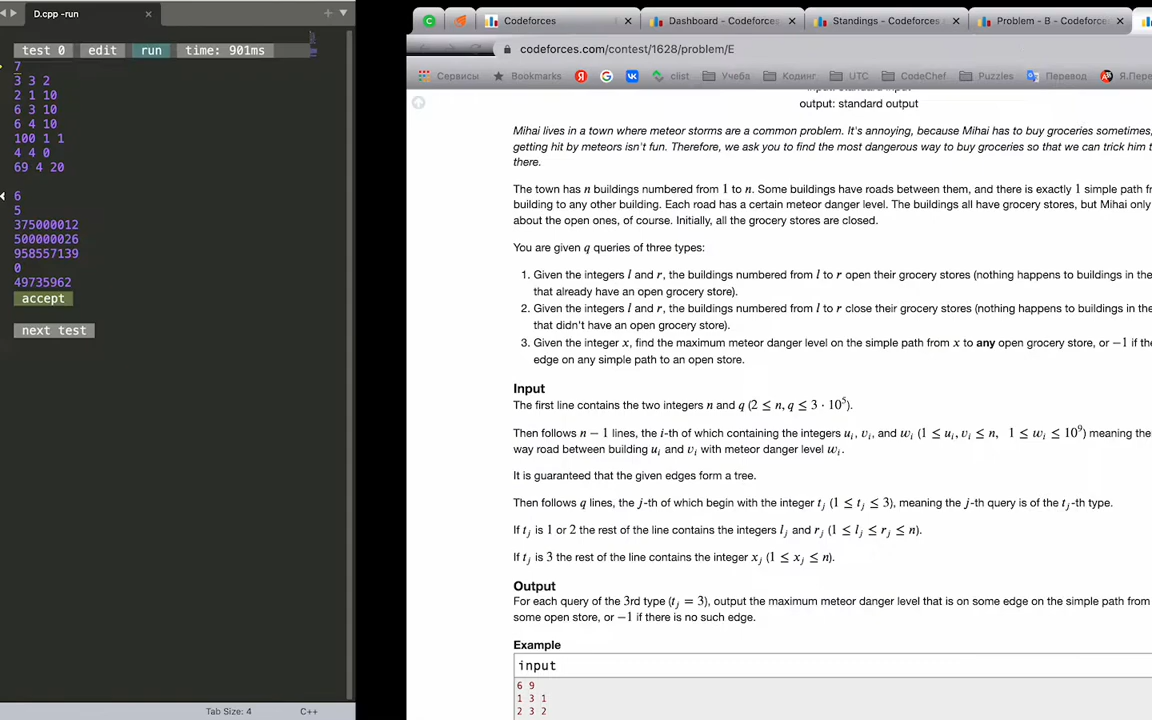 D.cpp -run
test 0 edit run time: 901ms
7
3 3 2
2 1 10
6 3 10
6 4 10
100 1 1
4 4 0
69 4 20
6
5
375000012
500000026
958557139
0
49735962
accept
next test
Tab Size: 4 C++
Codeforces
Dashboard - Codeforces
Standings - Codeforces
Problem - B - Codeforces
codeforces.com/contest/1628/problem/E
Сервисы Bookmarks clist Учеба Кодинг UTC CodeChef Puzzles Перевод Я.Пере
input: standard input
output: standard output
Mihai lives in a town where meteor storms are a common problem. It's annoying, because Mihai has to buy groceries sometimes,
getting hit by meteors isn't fun. Therefore, we ask you to find the most dangerous way to buy groceries so that we can trick him t
there.
The town has n buildings numbered from 1 to n. Some buildings have roads between them, and there is exactly 1 simple path fr
building to any other building. Each road has a certain meteor danger level. The buildings all have grocery stores, but Mihai only
about the open ones, of course. Initially, all the grocery stores are closed.
You are given q queries of three types:
1. Given the integers l and r, the buildings numbered from l to r open their grocery stores (nothing happens to buildings in the
that already have an open grocery store).
2. Given the integers l and r, the buildings numbered from l to r close their grocery stores (nothing happens to buildings in the
that didn't have an open grocery store).
3. Given the integer x, find the maximum meteor danger level on the simple path from x to any open grocery store, or −1 if the
edge on any simple path to an open store.
Input
The first line contains the two integers n and q (2 ≤ n, q ≤ 3 · 10⁵).
Then follows n − 1 lines, the i-th of which containing the integers uᵢ, vᵢ, and wᵢ (1 ≤ uᵢ, vᵢ ≤ n, 1 ≤ wᵢ ≤ 10⁹) meaning the
way road between building uᵢ and vᵢ with meteor danger level wᵢ.
It is guaranteed that the given edges form a tree.
Then follows q lines, the j-th of which begin with the integer tⱼ (1 ≤ tⱼ ≤ 3), meaning the j-th query is of the tⱼ-th type.
If tⱼ is 1 or 2 the rest of the line contains the integers lⱼ and rⱼ (1 ≤ lⱼ ≤ rⱼ ≤ n).
If tⱼ is 3 the rest of the line contains the integer xⱼ (1 ≤ xⱼ ≤ n).
Output
For each query of the 3rd type (tⱼ = 3), output the maximum meteor danger level that is on some edge on the simple path from
some open store, or −1 if there is no such edge.
Example
input
6 9
1 3 1
2 3 2